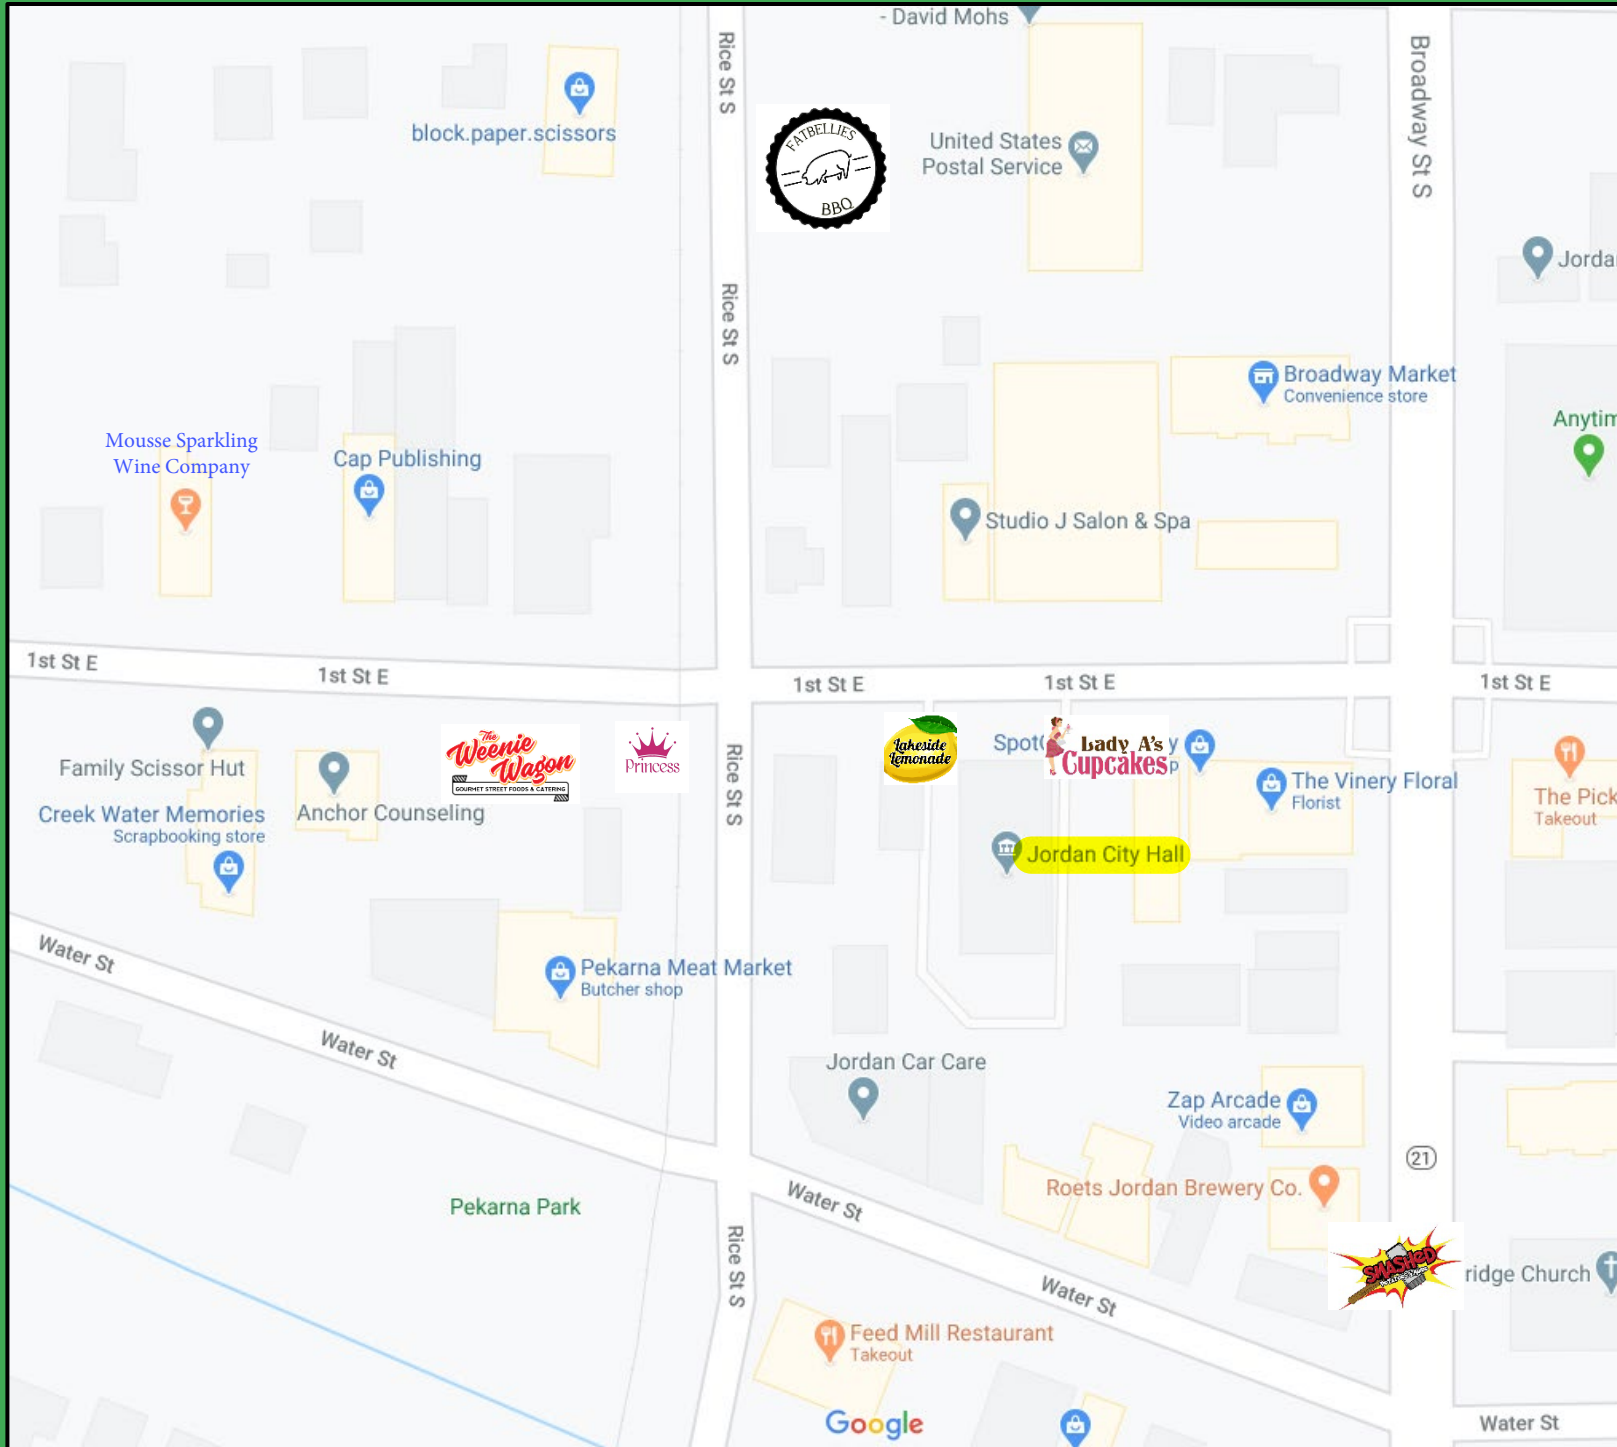 - David Mohs
Rice St S
Broadway St S
block.paper.scissors
FATBELLIES
BBQ
United States
Postal Service
Rice St S
Broadway Market
Convenience store
Mousse Sparkling
Wine Company
Cap Publishing
Studio J Salon & Spa
1st St E
1st St E
1st St E
1st St E
1st St E
Family Scissor Hut
Creek Water Memories
Scrapbooking store
Anchor Counseling
The
Weenie
Wagon
GOURMET STREET FOODS & CATERING
Princess
Rice St S
Lakeside
Lemonade
Lady A's
Cupcakes
The Vinery Floral
Florist
The Pick
Takeout
Jordan City Hall
Water St
Pekarna Meat Market
Butcher shop
Water St
Jordan Car Care
Zap Arcade
Video arcade
21
Roets Jordan Brewery Co.
Pekarna Park
Water St
Rice St S
SMASHED
ridge Church
Water St
Feed Mill Restaurant
Takeout
Google
Water St